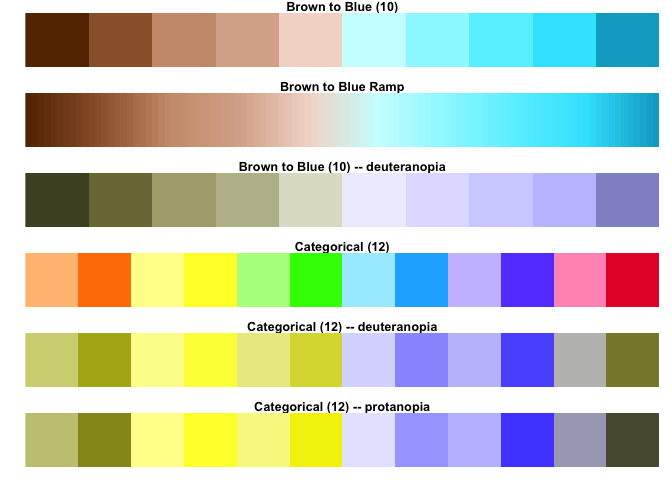 Brown to Blue (10)
Brown to Blue Ramp
Brown to Blue (10) -- deuteranopia
Categorical (12)
Categorical (12) -- deuteranopia
Categorical (12) -- protanopia